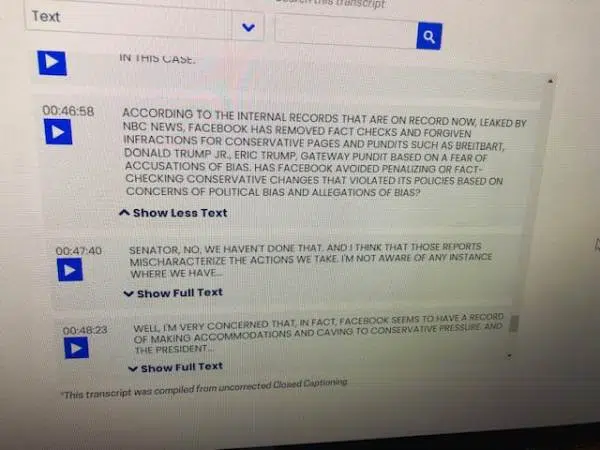 Search this transcript
Text
IN THIS CASE.
00:46:58
ACCORDING TO THE INTERNAL RECORDS THAT ARE ON RECORD NOW, LEAKED BY
NBC NEWS, FACEBOOK HAS REMOVED FACT CHECKS AND FORGIVEN
INFRACTIONS FOR CONSERVATIVE PAGES AND PUNDITS SUCH AS BREITBART,
DONALD TRUMP JR., ERIC TRUMP, GATEWAY PUNDIT BASED ON A FEAR OF
ACCUSATIONS OF BIAS. HAS FACEBOOK AVOIDED PENALIZING OR FACT-
CHECKING CONSERVATIVE CHANGES THAT VIOLATED ITS POLICIES BASED ON
CONCERNS OF POLITICAL BIAS AND ALLEGATIONS OF BIAS?
Show Less Text
00:47:40
SENATOR, NO, WE HAVEN'T DONE THAT. AND I THINK THAT THOSE REPORTS
MISCHARACTERIZE THE ACTIONS WE TAKE. I'M NOT AWARE OF ANY INSTANCE
WHERE WE HAVE...
Show Full Text
00:48:23
WELL, I'M VERY CONCERNED THAT, IN FACT, FACEBOOK SEEMS TO HAVE A RECORD
OF MAKING ACCOMMODATIONS AND CAVING TO CONSERVATIVE PRESSURE. AND
THE PRESIDENT...
Show Full Text
*This transcript was compiled from uncorrected Closed Captioning.